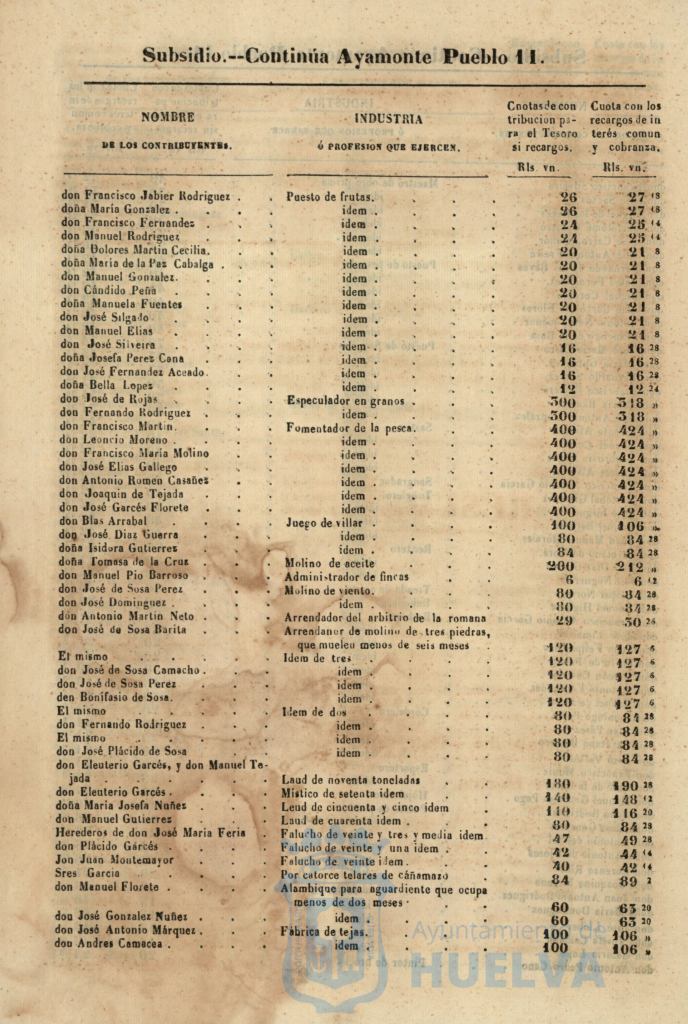 Subsidio.--Continúa Ayamonte Pueblo 11.
NOMBRE
DE LOS CONTRIBUYENTES.
INDUSTRIA
Ó PROFESION QUE EJERCEN.
Cnotas de con
tribucion pa-
ra el Tesoro
si recargos.
Rls. vn.
Cuota con los
recargos de in
terés comun
y cobranza.
Rls. vn.
don Francisco Jabier Rodriguez . . Puesto de frutas. . . . . 26 27 18
doña Maria Gonzalez . . . . idem . . . . 26 27 18
don Francisco Fernandez . . . idem . . . . 24 25 14
don Manuel Rodriguez . . . idem . . . . 24 25 14
doña Dolores Martin Cecilia. . . idem . . . . 20 21 8
doña Maria de la Paz Cabalga . . . idem . . . . 20 21 8
don Manuel Gonzalez. . . . idem . . . . 20 21 8
don Cándido Peña . . . . idem . . . . 20 21 8
doña Manuela Fuentes . . . idem . . . . 20 21 8
don José Silgado . . . . idem . . . . 20 21 8
don Manuel Elias . . . . idem . . . . 20 21 8
don José Silveira . . . . idem . . . . 16 16 28
doña Josefa Perez Cana . . . idem . . . . 16 16 28
don José Fernandez Acedado. . . idem . . . . 16 16 28
doña Bella Lopez . . . . idem . . . . 12 12 24
don José de Rojas . . . . Especulador en granos . . . . 300 318 »
don Fernando Rodriguez . . . idem . . . . 300 318 »
don Francisco Martin. . . . Fomentador de la pesca. . . . 400 424 »
don Leoncio Moreno . . . . idem . . . . 400 424 »
don Francisco Maria Molino . . idem . . . . 400 424 »
don José Elias Gallego . . . idem . . . . 400 424 »
don Antonio Romen Casañez . . idem . . . . 400 424 »
don Joaquin de Tejada . . . idem . . . . 400 424 »
don José Garcés Florete . . . idem . . . . 400 424 »
don Blas Arrabal . . . . Juego de villar . . . . 100 106 »
don José Diaz Guerra . . . idem . . . . 80 84 28
doña Isidora Gutierrez . . . idem . . . . 84 84 28
doña Tomasa de la Cruz . . . Molino de aceite . . . . 200 212 »
don Manuel Pio Barroso . . . Administrador de fincas . . . 6 6 12
don José de Sosa Perez . . . Molino de viento. . . . 80 84 28
don José Dominguez . . . . idem . . . . 80 84 28
don Antonio Martin Neto . . . Arrendador del arbitrio de la romana 29 30 26
don José de Sosa Barita . . . Arrendanor de molino de tres piedras,
que mueleo menos de seis meses . 120 127 6
El mismo . . . . Idem de tres . . . . 120 127 6
don José de Sosa Camacho . . . idem . . . . 120 127 6
don José de Sosa Perez . . . idem . . . . 120 127 6
den Bonifasio de Sosa. . . . idem . . . . 120 127 6
El mismo . . . . Idem de dos . . . . 80 84 28
don Fernando Rodriguez . . . idem . . . . 80 84 28
El mismo . . . . idem . . . . 80 84 28
don José Plácido de Sosa . . . idem . . . . 80 84 28
don Eleuterio Garcés, y don Manuel Te-
jada . . . . Laud de noventa toneladas . . 180 190 26
don Eleuterio Garcés . . . . Mistico de setenta idem . . . 140 148 12
doña Maria Josefa Nuñez . . . Leud de cincuenta y cinco idem . . 110 116 20
don Manuel Gutierrez . . . Laud de cuarenta idem . . . 80 84 28
Herederos de don José Maria Feria . Falucho de veinte y tres y media idem 47 49 28
don Plácido Garcés . . . . Falucho de veinte y una idem . . 42 44 14
Jon Juan Montemayor . . . Falucho de veinte idem . . . 40 42 14
Sres Garcia . . . . Por catorce telares de cáñamazo . . 84 89 2
don Manuel Florete . . . . Alambique para aguardiente que ocupa
menos de dos meses . . . . 60 63 20
don José Gonzalez Nuñez . . . idem . . . . 60 63 20
don José Antonio Márquez . . . Fábrica de tejas. . . . 100 106 »
don Andres Camacea . . . . idem . . . . 100 106 »
Ayuntamiento de
HUELVA